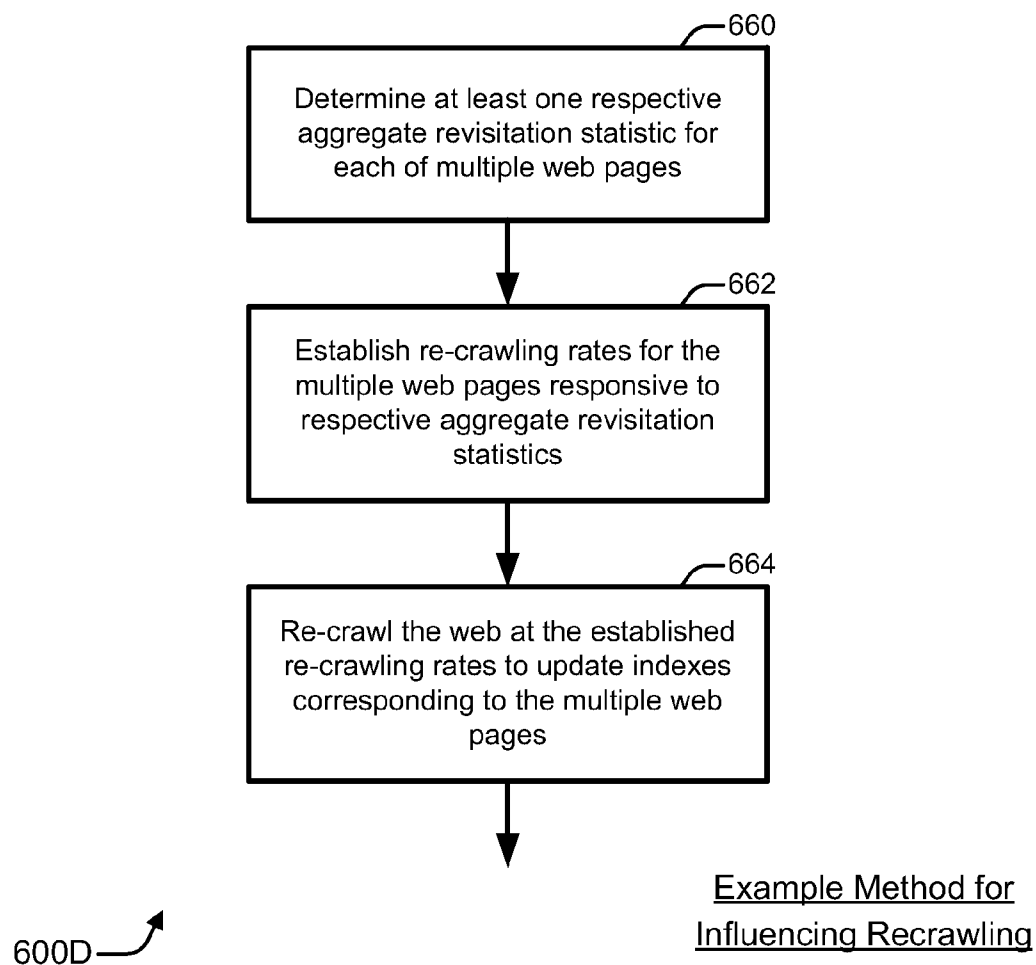 660
Determine at least one respective
aggregate revisitation statistic for
each of multiple web pages
662
Establish re-crawling rates for the
multiple web pages responsive to
respective aggregate revisitation
statistics
664
Re-crawl the web at the established
re-crawling rates to update indexes
corresponding to the multiple web
pages
600D
Example Method for
Influencing Recrawling